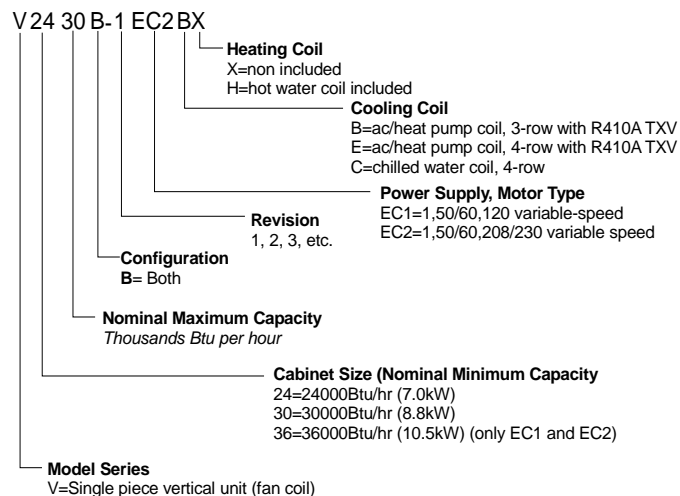 V 24 30 B-1 EC2 BX
Heating Coil
X=non included
H=hot water coil included
Cooling Coil
B=ac/heat pump coil, 3-row with R410A TXV
E=ac/heat pump coil, 4-row with R410A TXV
C=chilled water coil, 4-row
Power Supply, Motor Type
EC1=1,50/60,120 variable-speed
EC2=1,50/60,208/230 variable speed
Revision
1, 2, 3, etc.
Configuration
B= Both
Nominal Maximum Capacity
Thousands Btu per hour
Cabinet Size (Nominal Minimum Capacity
24=24000Btu/hr (7.0kW)
30=30000Btu/hr (8.8kW)
36=36000Btu/hr (10.5kW) (only EC1 and EC2)
Model Series
V=Single piece vertical unit (fan coil)